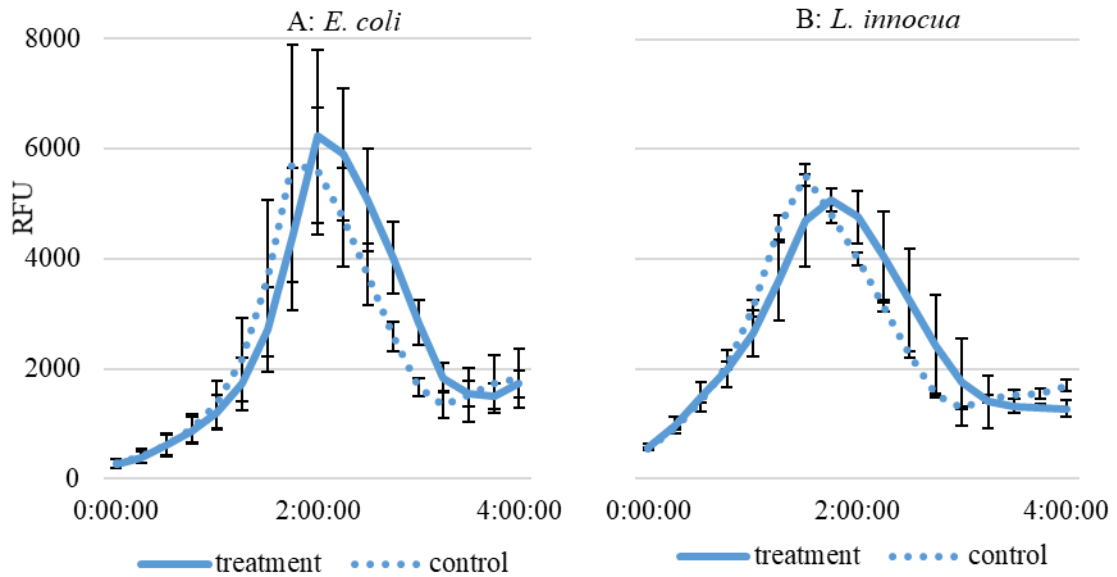 A: E. coli
B: L. innocua
8000
6000
4000
2000
0
RFU
0:00:00 2:00:00 4:00:00
0:00:00 2:00:00 4:00:00
treatment control
treatment control